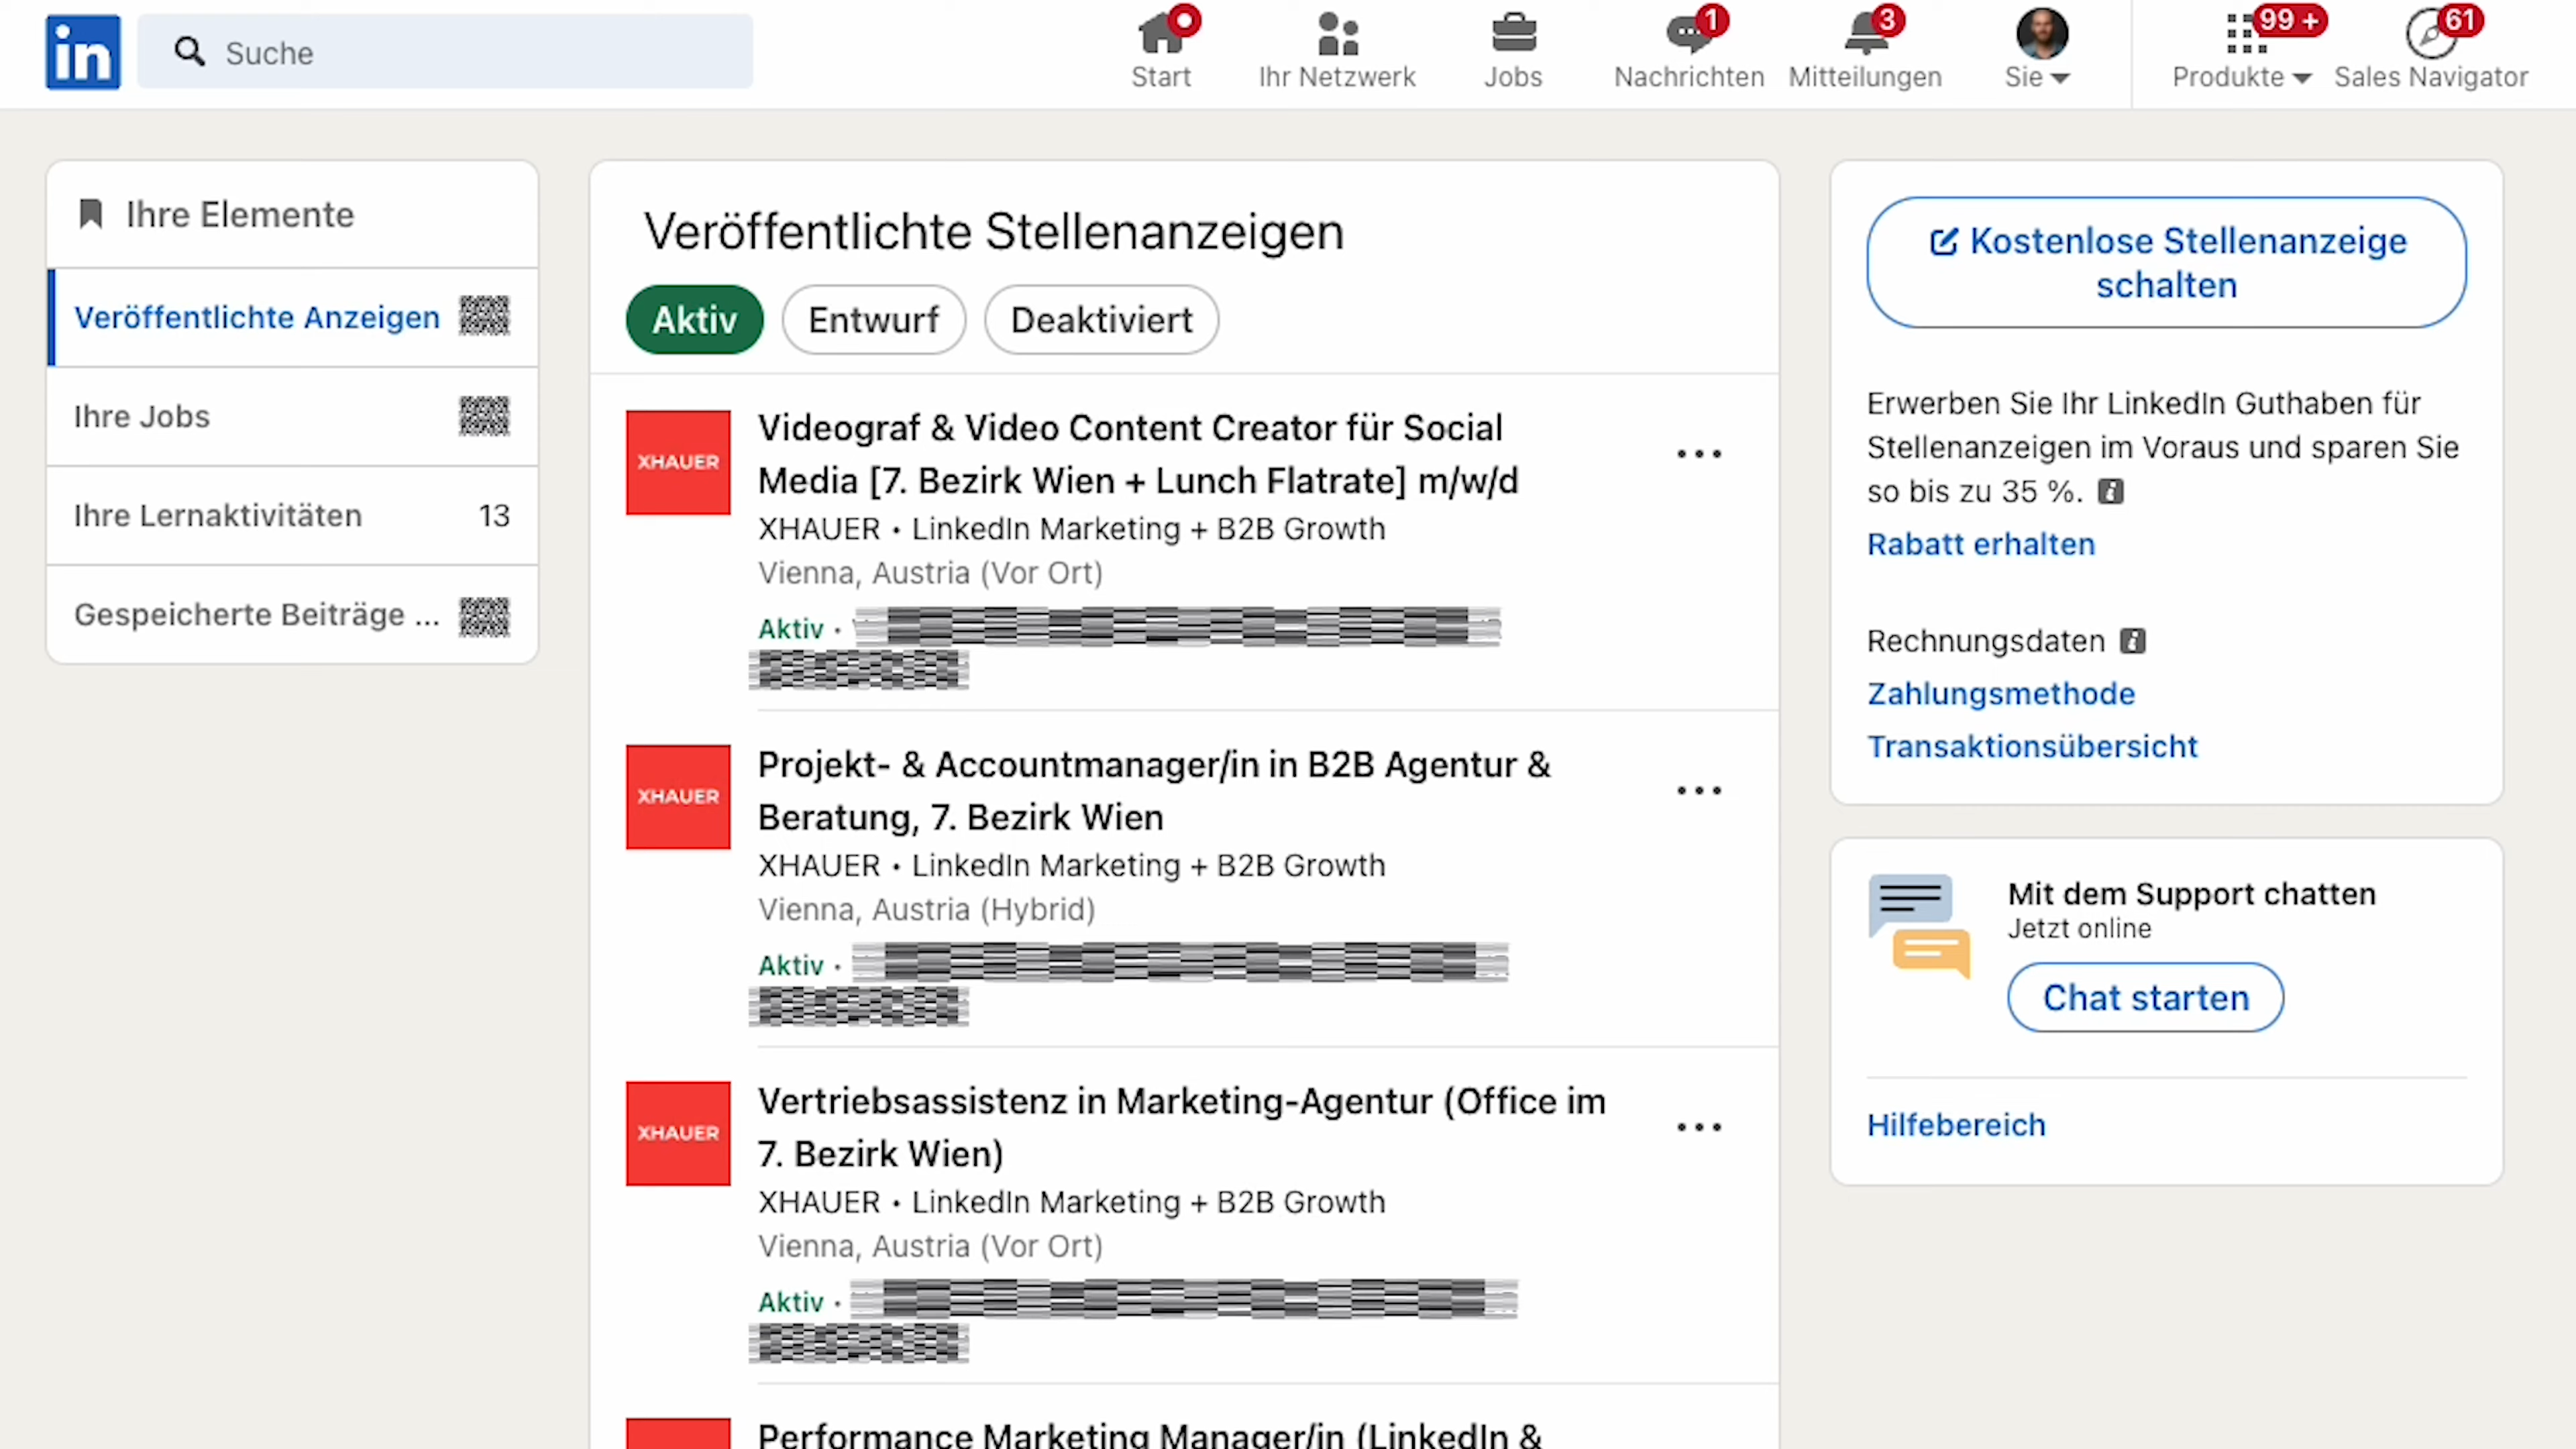 in
Suche
Start
Ihr Netzwerk
Jobs
1
Nachrichten
3
Mitteilungen
Sie
99 +
Produkte
61
Sales Navigator
Ihre Elemente
Veröffentlichte Anzeigen
Ihre Jobs
Ihre Lernaktivitäten 13
Gespeicherte Beiträge ...
Veröffentlichte Stellenanzeigen
Aktiv
Entwurf
Deaktiviert
XHAUER
Videograf & Video Content Creator für Social
Media [7. Bezirk Wien + Lunch Flatrate] m/w/d
XHAUER • LinkedIn Marketing + B2B Growth
Vienna, Austria (Vor Ort)
Aktiv ·
XHAUER
Projekt- & Accountmanager/in in B2B Agentur &
Beratung, 7. Bezirk Wien
XHAUER • LinkedIn Marketing + B2B Growth
Vienna, Austria (Hybrid)
Aktiv ·
XHAUER
Vertriebsassistenz in Marketing-Agentur (Office im
7. Bezirk Wien)
XHAUER • LinkedIn Marketing + B2B Growth
Vienna, Austria (Vor Ort)
Aktiv ·
Performance Marketing Manager/in (LinkedIn &
Kostenlose Stellenanzeige
schalten
Erwerben Sie Ihr LinkedIn Guthaben für
Stellenanzeigen im Voraus und sparen Sie
so bis zu 35 %.
Rabatt erhalten
Rechnungsdaten
Zahlungsmethode
Transaktionsübersicht
Mit dem Support chatten
Jetzt online
Chat starten
Hilfebereich